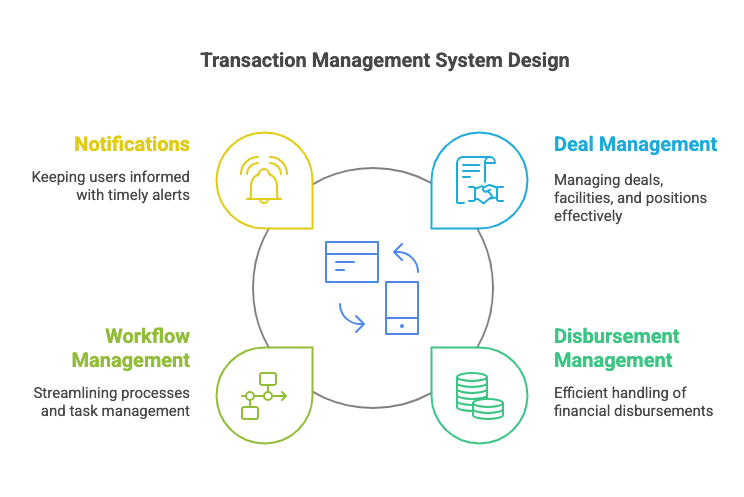 Transaction Management System Design
Notifications
Keeping users informed
with timely alerts
Deal Management
Managing deals,
facilities, and positions
effectively
Workflow
Management
Streamlining processes
and task management
Disbursement
Management
Efficient handling of
financial disbursements